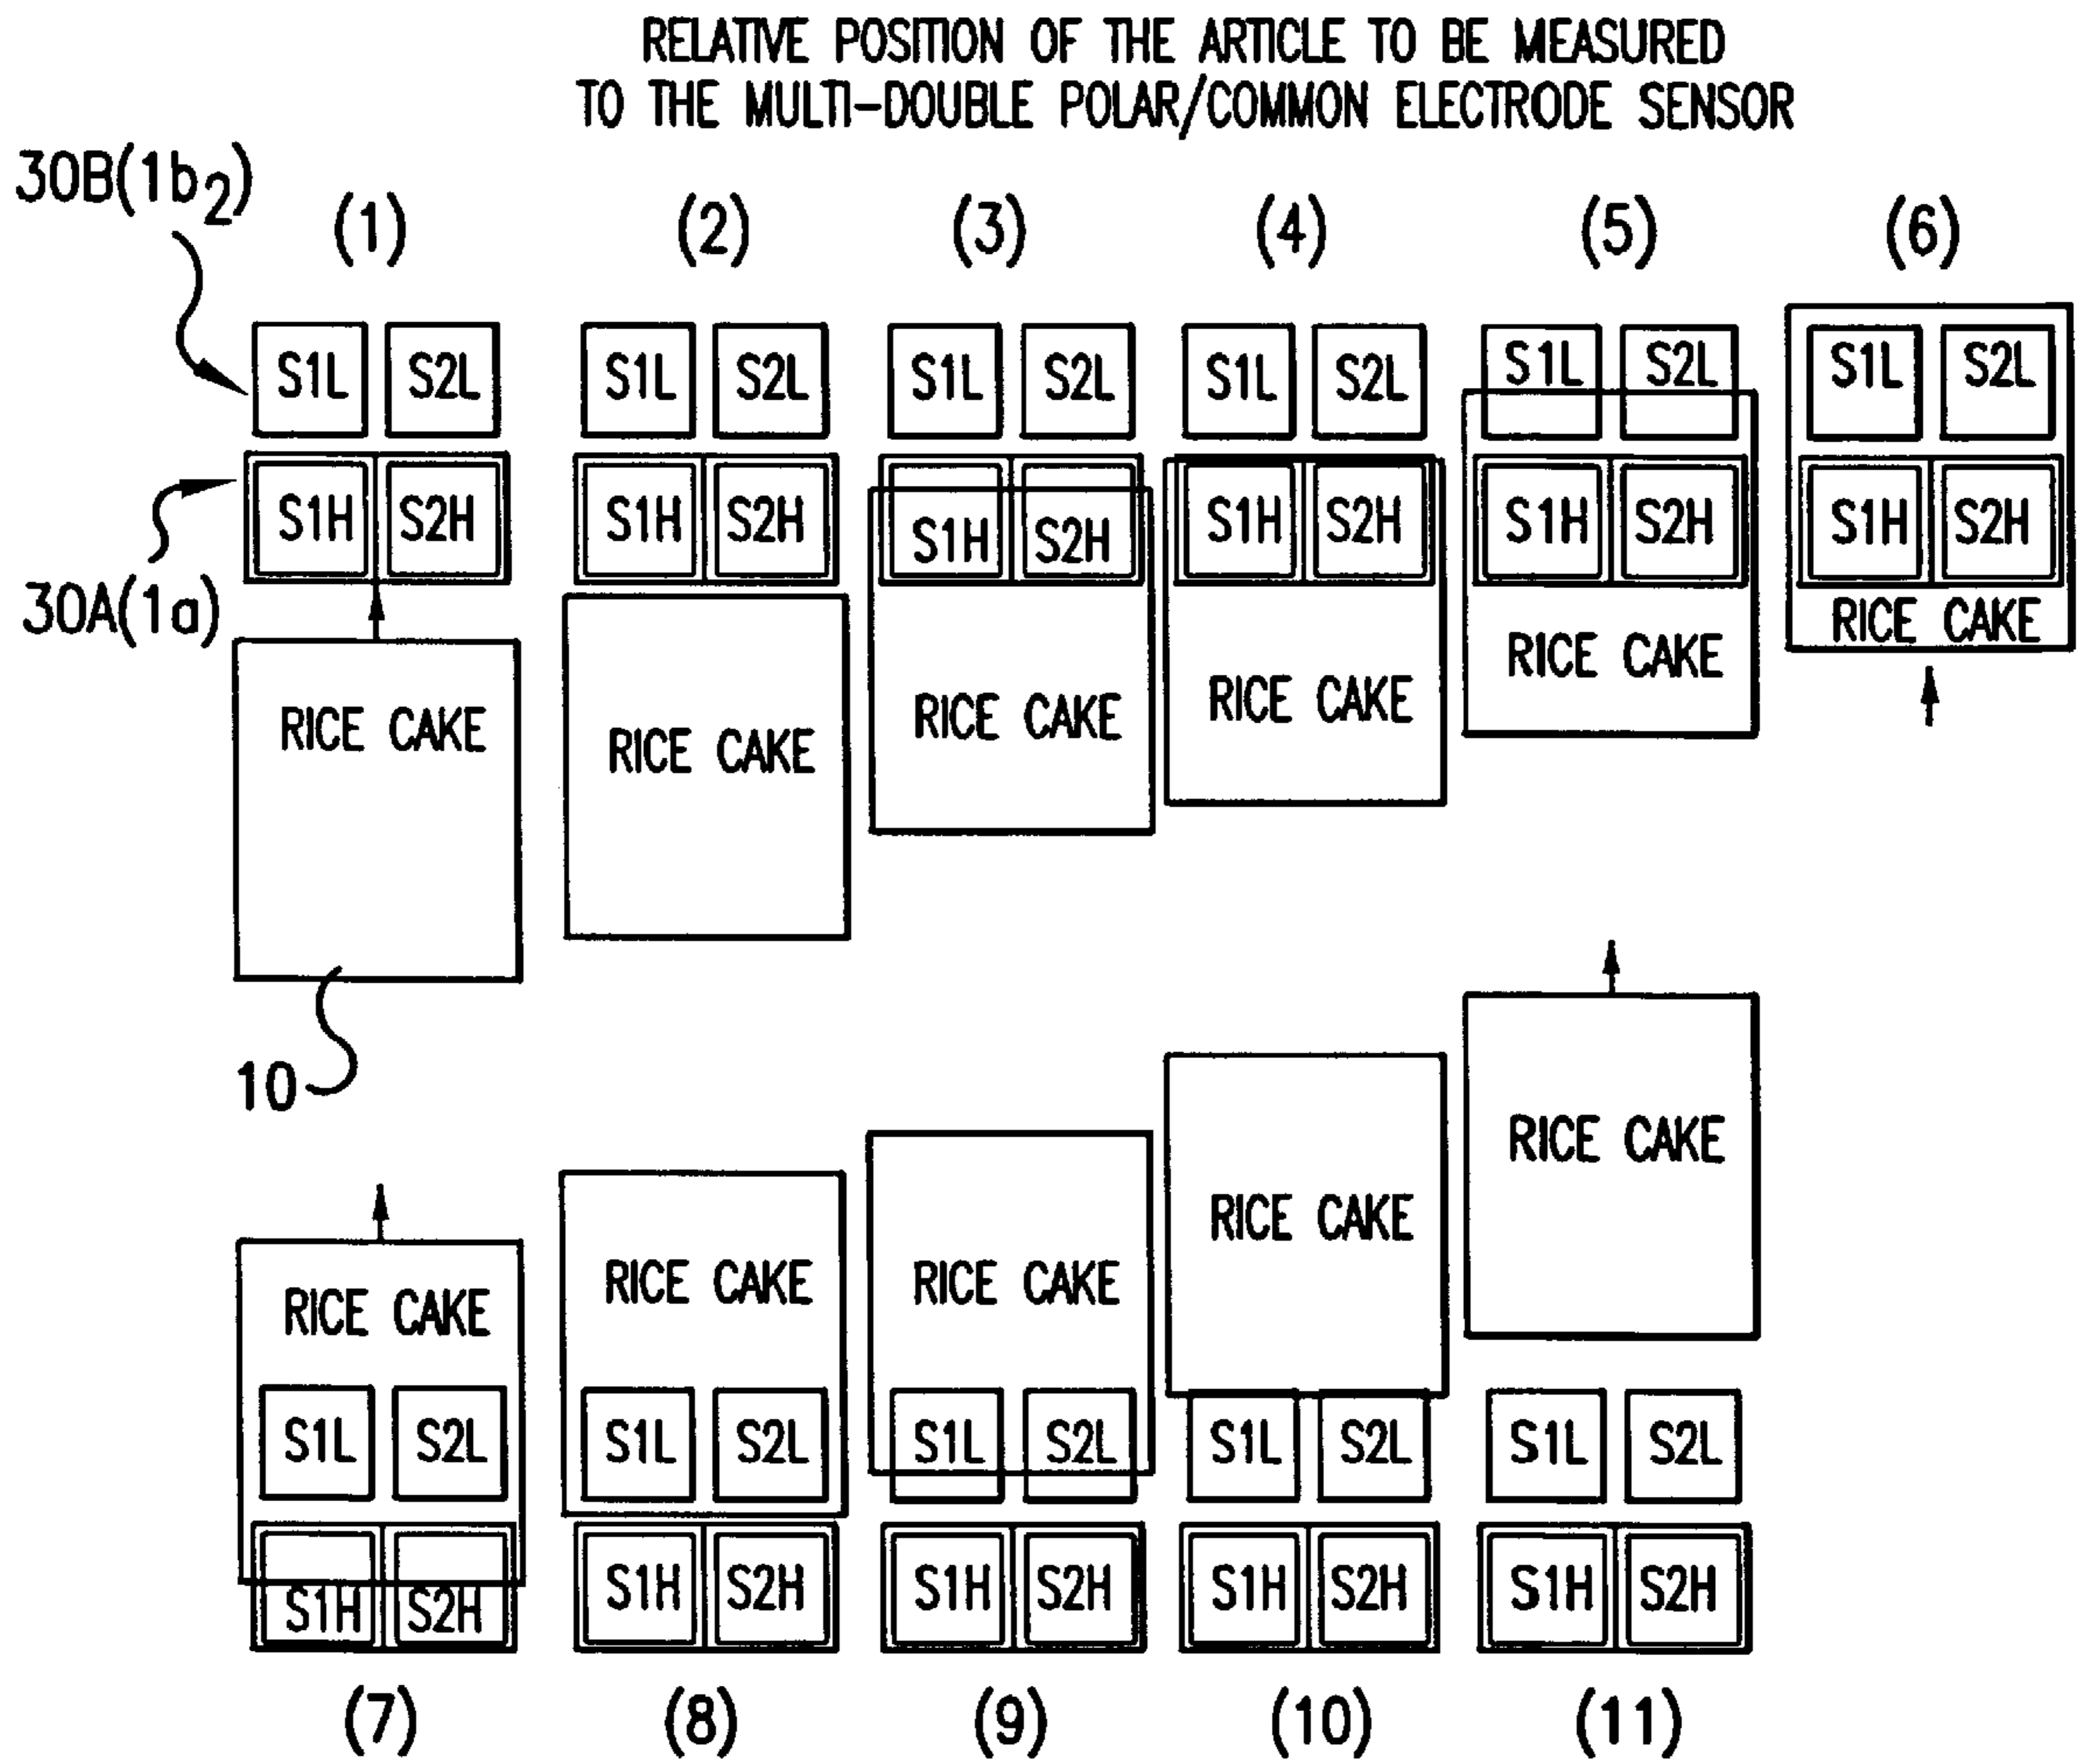 RELATIVE POSITION OF THE ARTICLE TO BE MEASURED
TO THE MULTI-DOUBLE POLAR/COMMON ELECTRODE SENSOR
30B(1b2)
(1) (2) (3) (4) (5) (6)
S1L S2L S1L S2L S1L S2L S1L S2L S1L S2L S1L S2L
S1H S2H S1H S2H S1H S2H S1H S2H S1H S2H S1H S2H
30A(1a)
RICE CAKE RICE CAKE RICE CAKE RICE CAKE RICE CAKE RICE CAKE
10
RICE CAKE RICE CAKE RICE CAKE RICE CAKE RICE CAKE
S1L S2L S1L S2L S1L S2L S1L S2L S1L S2L
S1H S2H S1H S2H S1H S2H S1H S2H S1H S2H
(7) (8) (9) (10) (11)